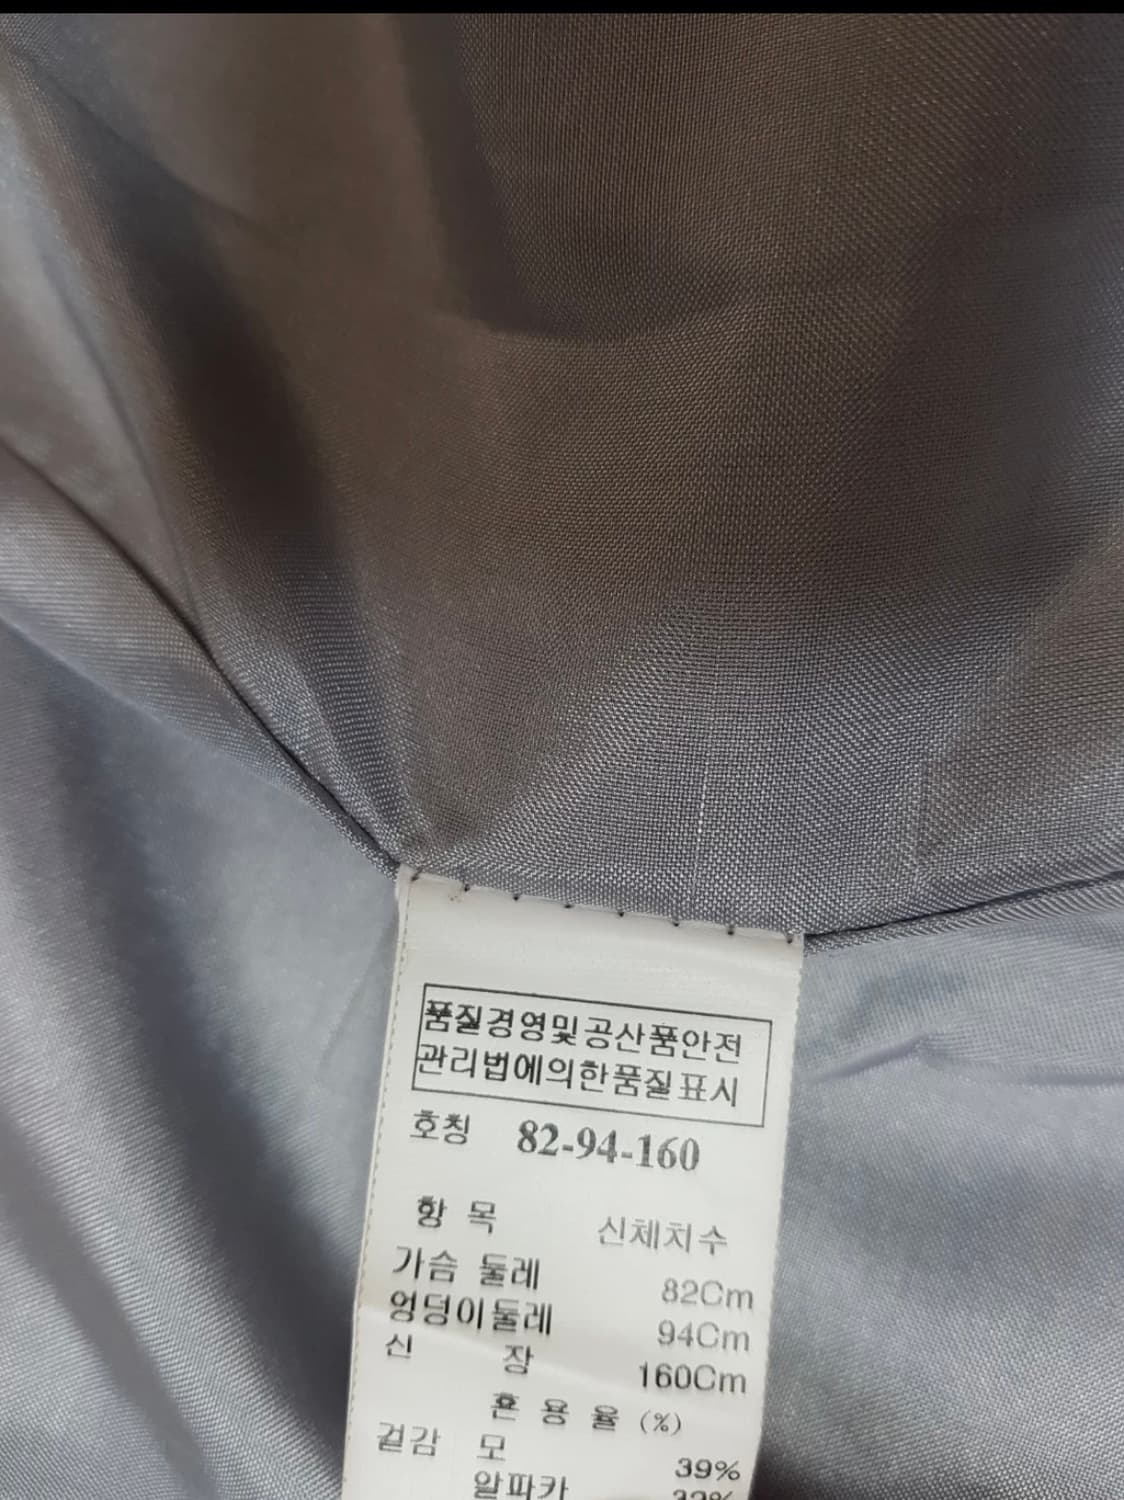 품질경영및공산품안전
관리법에의한품질표시
호칭 82-94-160
항 목 신체치수
가슴 둘레 82Cm
엉덩이둘레 94Cm
신 장 160Cm
혼 용 율 (%)
겉감 모 39%
알파카